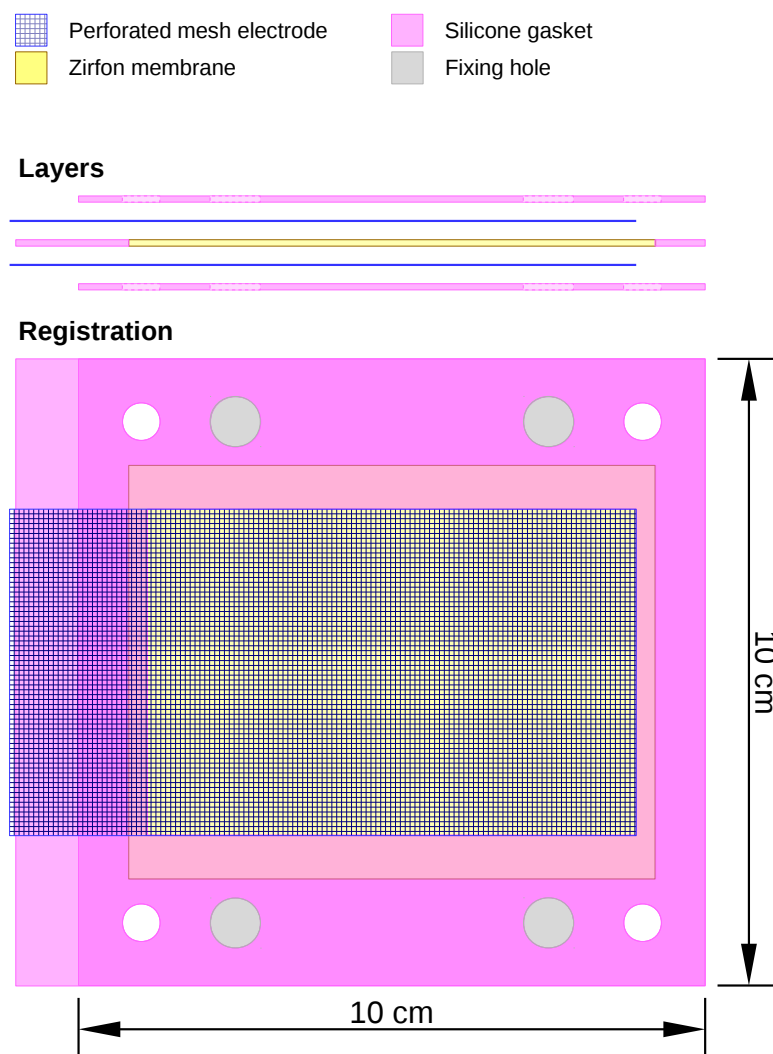 Perforated mesh electrode
Silicone gasket
Zirfon membrane
Fixing hole
Layers
Registration
10 cm
10 cm